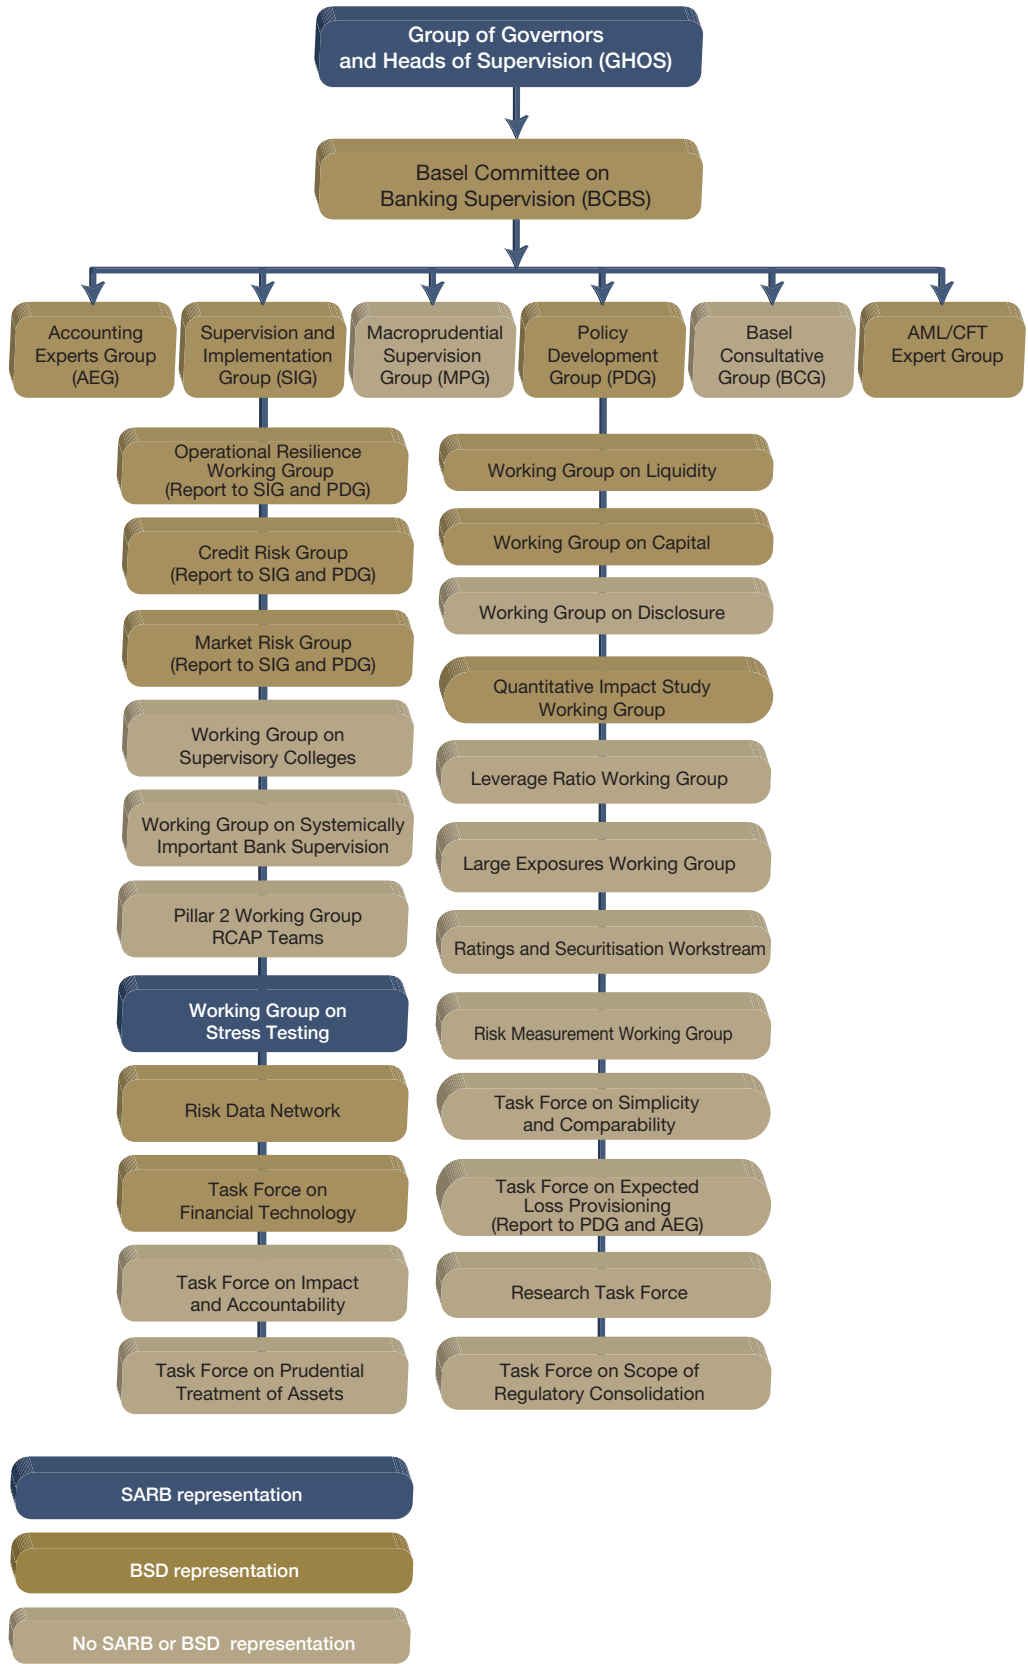 Group of Governors
and Heads of Supervision (GHOS)
Basel Committee on
Banking Supervision (BCBS)
Accounting
Experts Group
(AEG)
Supervision and
Implementation
Group (SIG)
Macroprudential
Supervision
Group (MPG)
Policy
Development
Group (PDG)
Basel
Consultative
Group (BCG)
AML/CFT
Expert Group
Operational Resilience
Working Group
(Report to SIG and PDG)
Credit Risk Group
(Report to SIG and PDG)
Market Risk Group
(Report to SIG and PDG)
Working Group on
Supervisory Colleges
Working Group on Systemically
Important Bank Supervision
Pillar 2 Working Group
RCAP Teams
Working Group on
Stress Testing
Risk Data Network
Task Force on
Financial Technology
Task Force on Impact
and Accountability
Task Force on Prudential
Treatment of Assets
Working Group on Liquidity
Working Group on Capital
Working Group on Disclosure
Quantitative Impact Study
Working Group
Leverage Ratio Working Group
Large Exposures Working Group
Ratings and Securitisation Workstream
Risk Measurement Working Group
Task Force on Simplicity
and Comparability
Task Force on Expected
Loss Provisioning
(Report to PDG and AEG)
Research Task Force
Task Force on Scope of
Regulatory Consolidation
SARB representation
BSD representation
No SARB or BSD representation